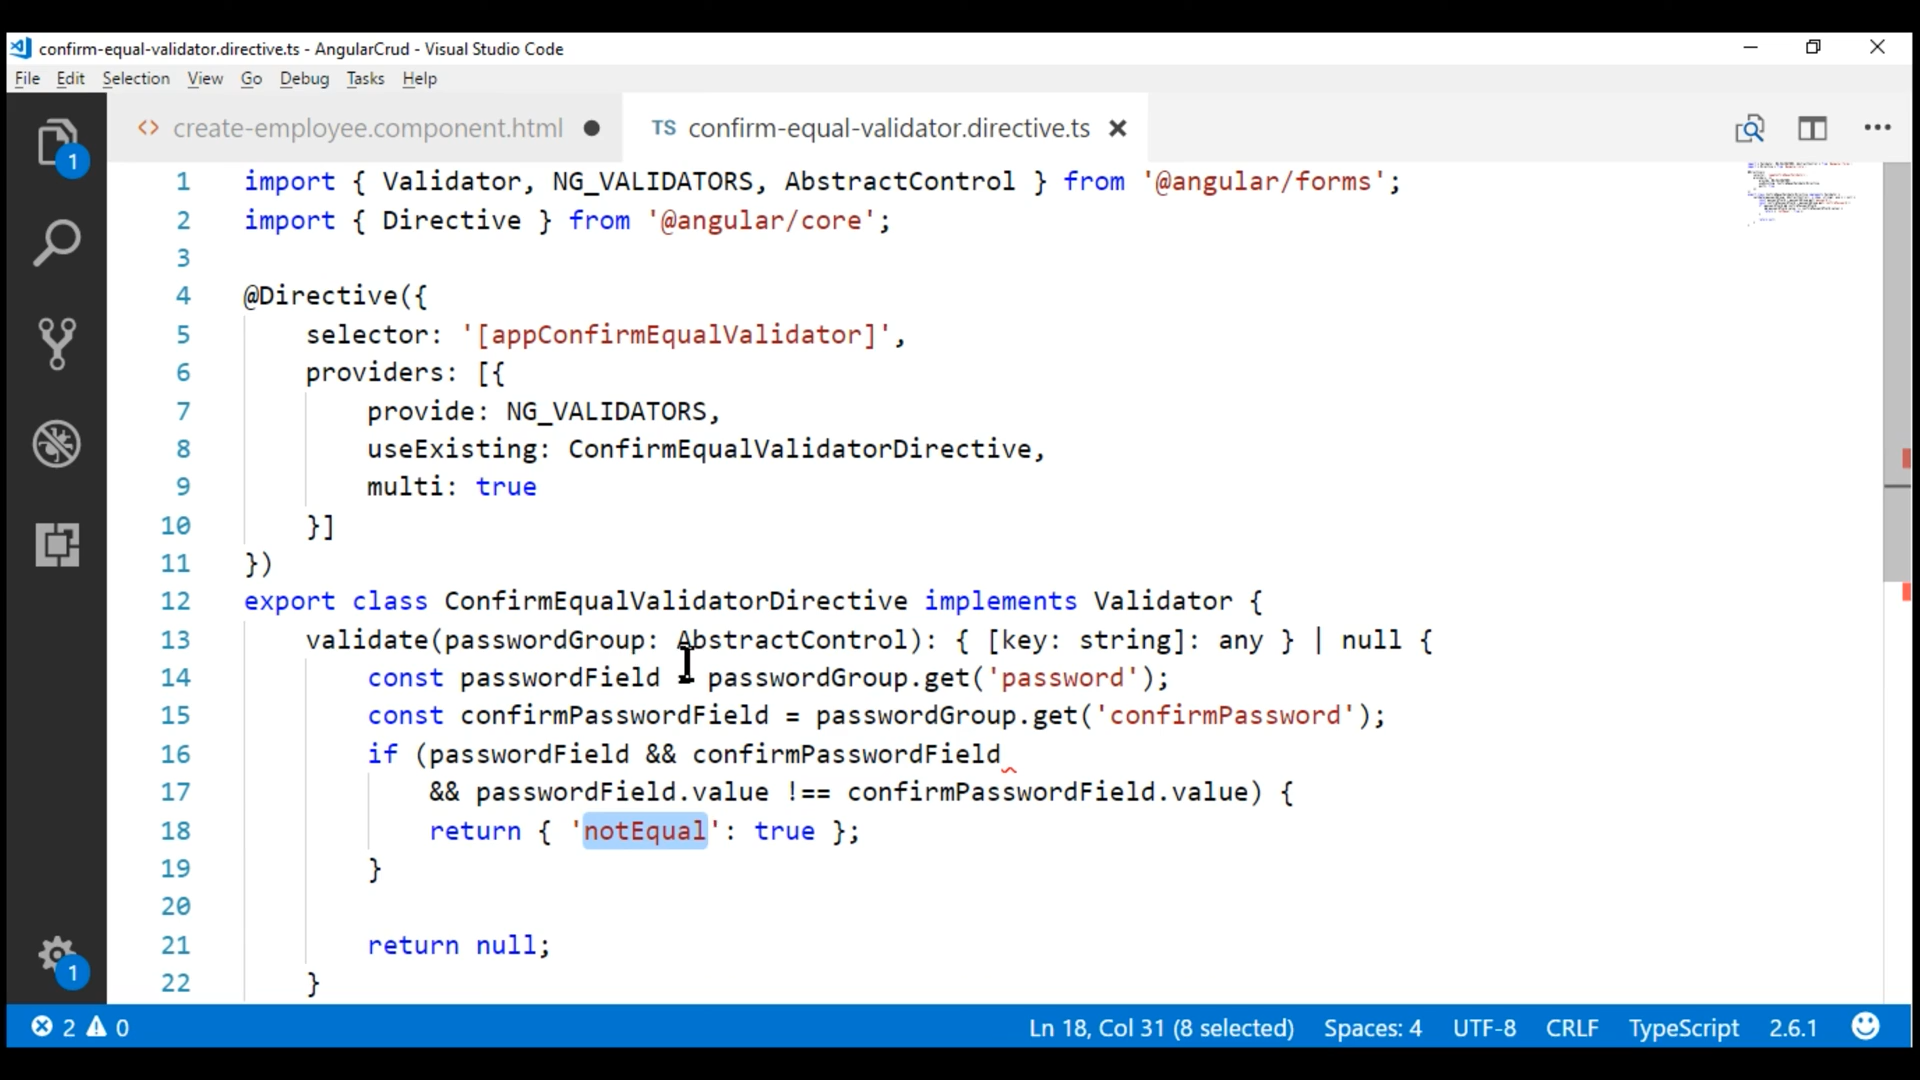 confirm-equal-validator.directive.ts - AngularCrud - Visual Studio Code
File Edit Selection View Go Debug Tasks Help
<> create-employee.component.html ● TS confirm-equal-validator.directive.ts ×
1 import { Validator, NG_VALIDATORS, AbstractControl } from '@angular/forms';
2 import { Directive } from '@angular/core';
3
4 @Directive({
5     selector: '[appConfirmEqualValidator]',
6     providers: [{
7         provide: NG_VALIDATORS,
8         useExisting: ConfirmEqualValidatorDirective,
9         multi: true
10     }]
11 })
12 export class ConfirmEqualValidatorDirective implements Validator {
13     validate(passwordGroup: AbstractControl): { [key: string]: any } | null {
14         const passwordField passwordGroup.get('password');
15         const confirmPasswordField = passwordGroup.get('confirmPassword');
16         if (passwordField && confirmPasswordField
17             && passwordField.value !== confirmPasswordField.value) {
18             return { 'notEqual': true };
19         }
20
21         return null;
22     }
1
1
2 0 Ln 18, Col 31 (8 selected) Spaces: 4 UTF-8 CRLF TypeScript 2.6.1